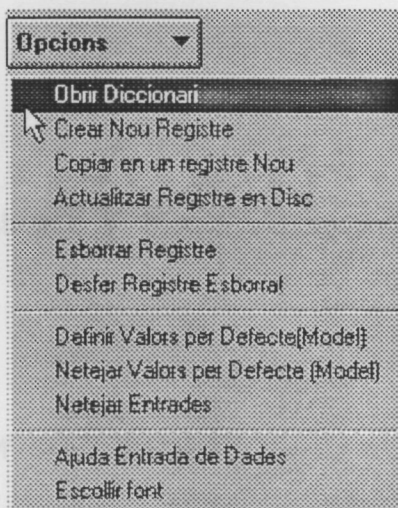 Opcions
Obrir Diccionari
Crear Nou Registre
Copiar en un registre Nou
Actualitzar Registre en Disc
Esborrar Registre
Desfer Registre Esborrat
Definir Valors per Defecte(Model)
Netejar Valors per Defecte (Model)
Netejar Entrades
Ajuda Entrada de Dades
Escollir font